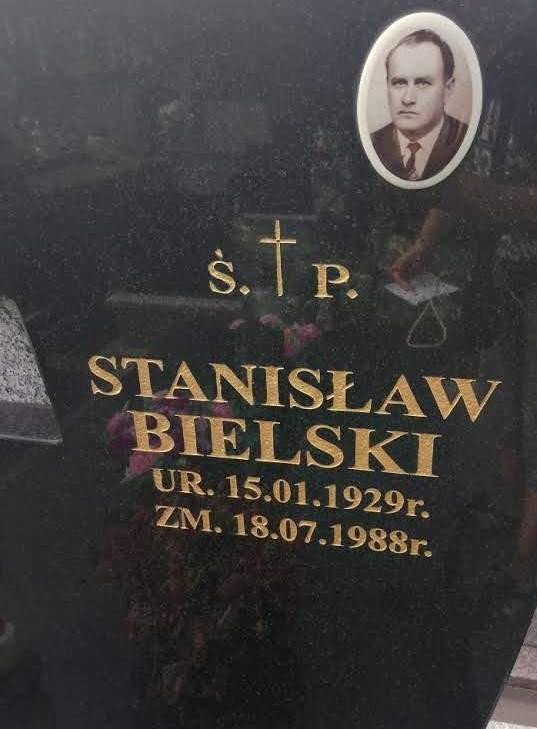 Ś. P.
STANISŁAW
BIELSKI
UR. 15.01.1929r.
ZM. 18.07.1988r.